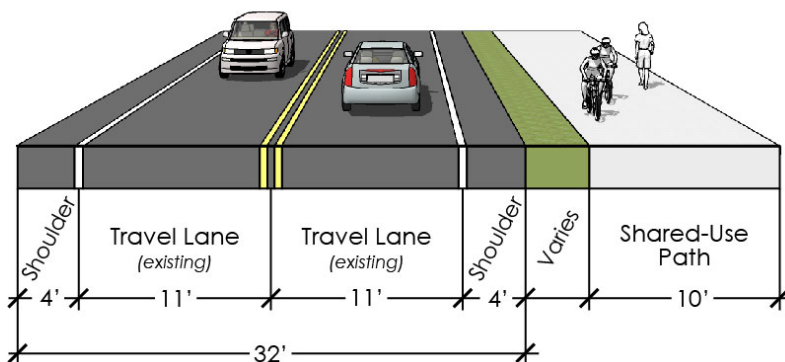 Shoulder
Travel Lane
(existing)
Travel Lane
(existing)
Shoulder
Varies
Shared-Use
Path
4’ 11’ 11’ 4’ 10’
32’